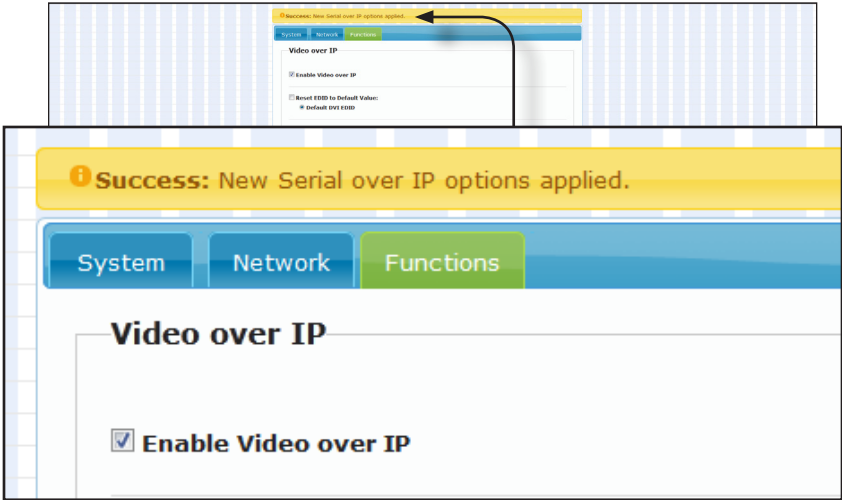 Success: New Serial over IP options applied.
System Network Functions
Video over IP
Enable Video over IP
Reset EDID to Default Value:
Default DVI EDID
Success: New Serial over IP options applied.
System Network Functions
Video over IP
Enable Video over IP